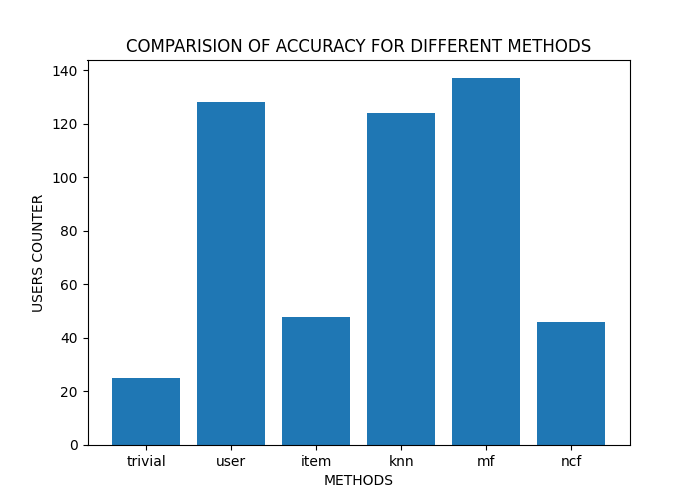 COMPARISION OF ACCURACY FOR DIFFERENT METHODS
140
120
100
80
60
40
20
0
USERS COUNTER
trivial user item knn mf ncf
METHODS